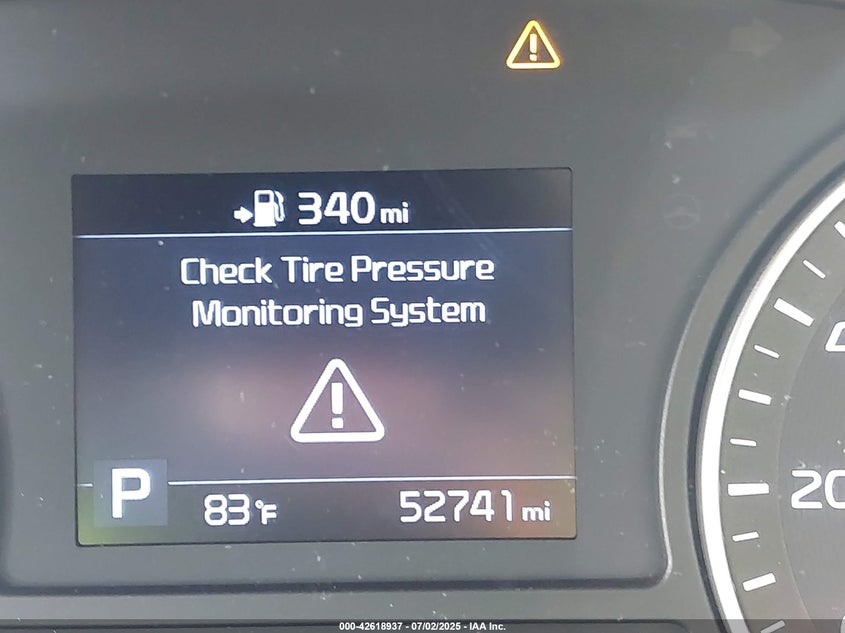 340 mi
Check Tire Pressure
Monitoring System
P 83°F 52741 mi
20
000-42618937 - 07/02/2025 - IAA Inc.